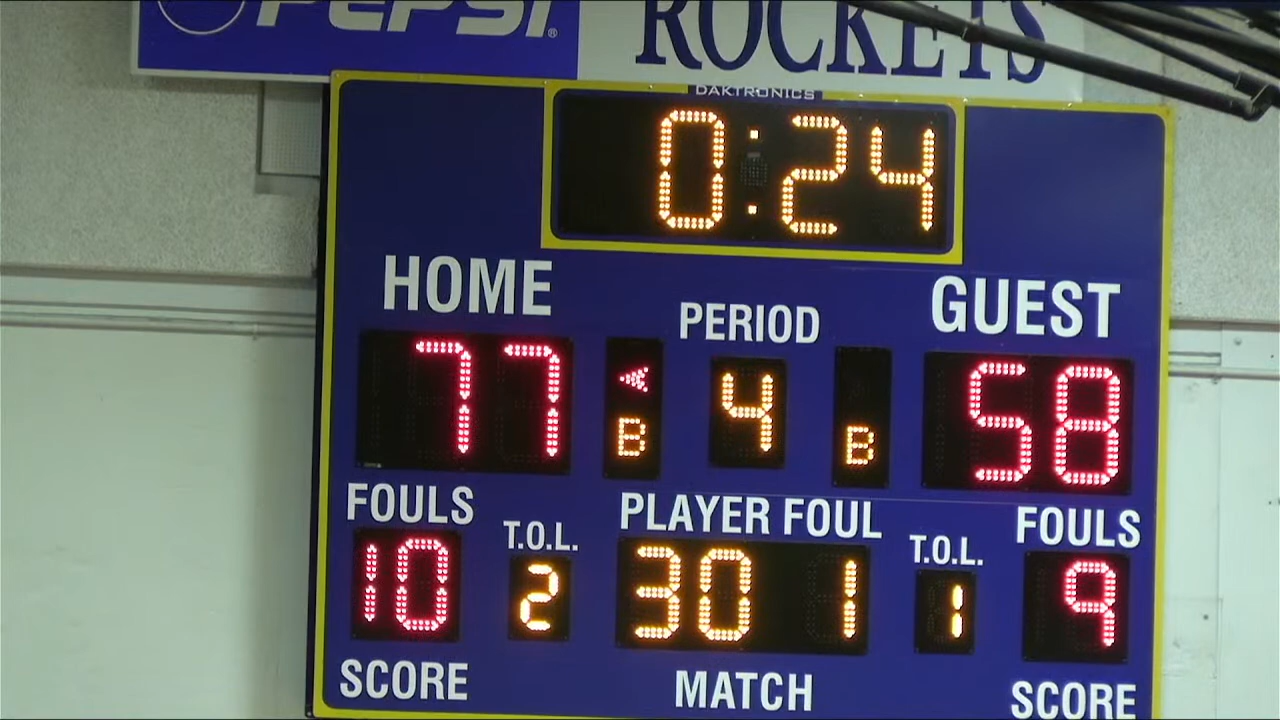 PEPSI®
ROCKETS
DAKTRONICS
0:24
HOME
PERIOD
GUEST
77
4
58
B
B
FOULS
T.O.L.
PLAYER FOUL
T.O.L.
FOULS
10
2
30 1
1
9
SCORE
MATCH
SCORE